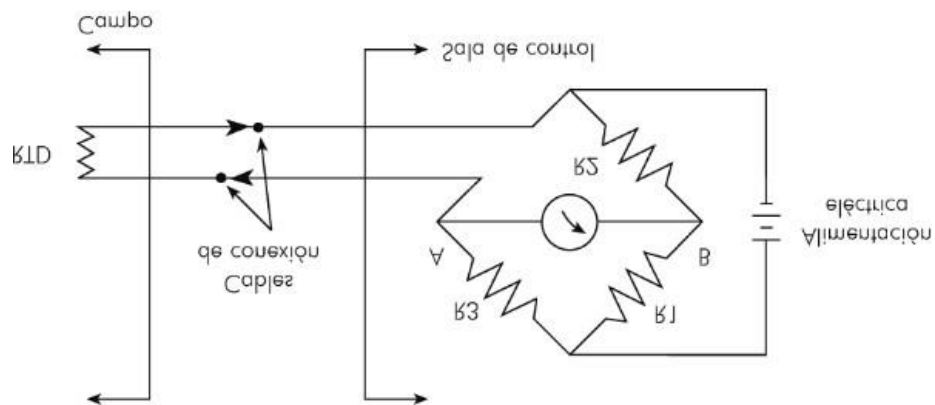 Campo
Sala de control
RTD
R2
Alimentación
eléctrica
A
B
Cables
de conexión
R3
R1